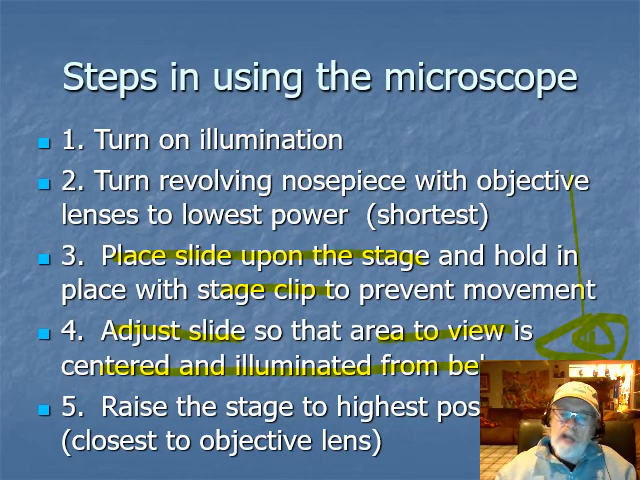 Steps in using the microscope
1. Turn on illumination
2. Turn revolving nosepiece with objective
lenses to lowest power (shortest)
3. Place slide upon the stage and hold in
place with stage clip to prevent movement
4. Adjust slide so that area to view is
centered and illuminated from
5. Raise the stage to highest
(closest to objective lens)